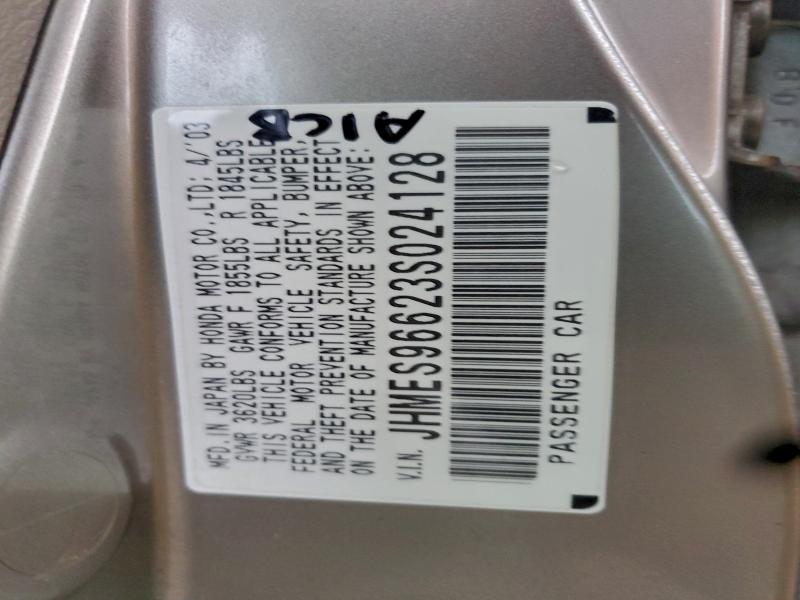 MFD. IN JAPAN BY HONDA MOTOR CO.,LTD; 4/'03
GVWR 3620LBS GAWR F 1855LBS R 1845LBS
THIS VEHICLE CONFORMS TO ALL APPLICABLE
FEDERAL MOTOR VEHICLE SAFETY, BUMPER,
AND THEFT PREVENTION STANDARDS IN EFFECT
ON THE DATE OF MANUFACTURE SHOWN ABOVE:
V.I.N. JHMES96623S024128
PASSENGER CAR